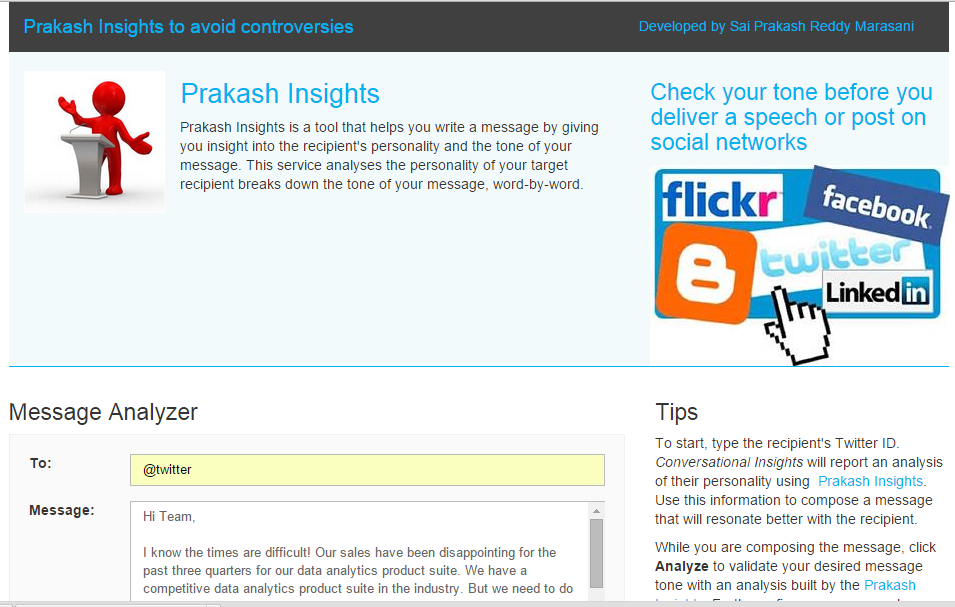 Prakash Insights to avoid controversies
Developed by Sai Prakash Reddy Marasani
Prakash Insights
Prakash Insights is a tool that helps you write a message by giving
you insight into the recipient's personality and the tone of your
message. This service analyses the personality of your target
recipient breaks down the tone of your message, word-by-word.
Check your tone before you
deliver a speech or post on
social networks
flickr
facebook
twitter
Linked in
Message Analyzer
To:
@twitter
Message:
Hi Team,
I know the times are difficult! Our sales have been disappointing for the
past three quarters for our data analytics product suite. We have a
competitive data analytics product suite in the industry. But we need to do
Tips
To start, type the recipient's Twitter ID.
Conversational Insights will report an analysis
of their personality using Prakash Insights.
Use this information to compose a message
that will resonate better with the recipient.
While you are composing the message, click
Analyze to validate your desired message
tone with an analysis built by the Prakash